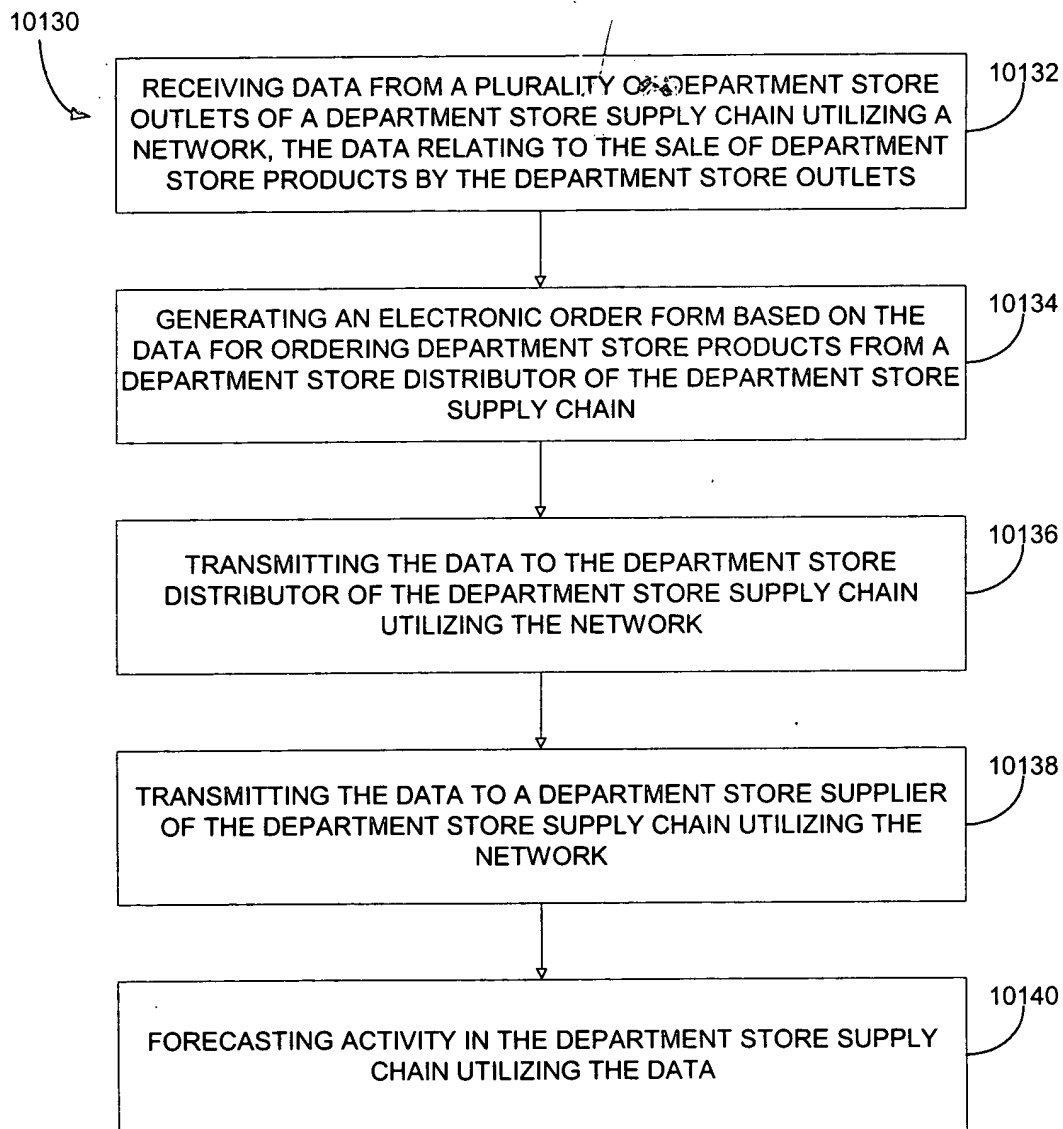 10130
10132
RECEIVING DATA FROM A PLURALITY DEPARTMENT STORE
OUTLETS OF A DEPARTMENT STORE SUPPLY CHAIN UTILIZING A
NETWORK, THE DATA RELATING TO THE SALE OF DEPARTMENT
STORE PRODUCTS BY THE DEPARTMENT STORE OUTLETS
10134
GENERATING AN ELECTRONIC ORDER FORM BASED ON THE
DATA FOR ORDERING DEPARTMENT STORE PRODUCTS FROM A
DEPARTMENT STORE DISTRIBUTOR OF THE DEPARTMENT STORE
SUPPLY CHAIN
10136
TRANSMITTING THE DATA TO THE DEPARTMENT STORE
DISTRIBUTOR OF THE DEPARTMENT STORE SUPPLY CHAIN
UTILIZING THE NETWORK
10138
TRANSMITTING THE DATA TO A DEPARTMENT STORE SUPPLIER
OF THE DEPARTMENT STORE SUPPLY CHAIN UTILIZING THE
NETWORK
10140
FORECASTING ACTIVITY IN THE DEPARTMENT STORE SUPPLY
CHAIN UTILIZING THE DATA